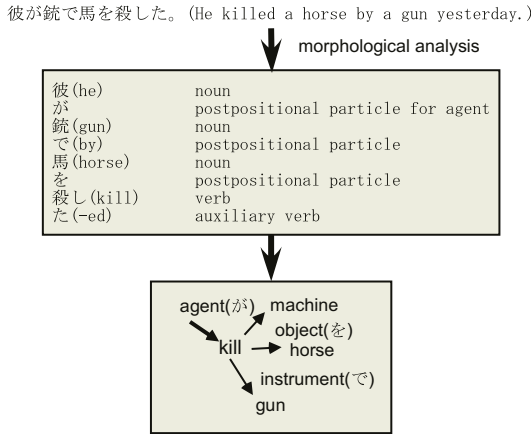 彼が銃で馬を殺した。(He killed a horse by a gun yesterday.)
morphological analysis
彼(he) noun
が postpositional particle for agent
銃(gun) noun
で(by) postpositional particle
馬(horse) noun
を postpositional particle
殺し(kill) verb
た(-ed) auxiliary verb
agent(が) machine
object(を)
kill horse
instrument(で)
gun